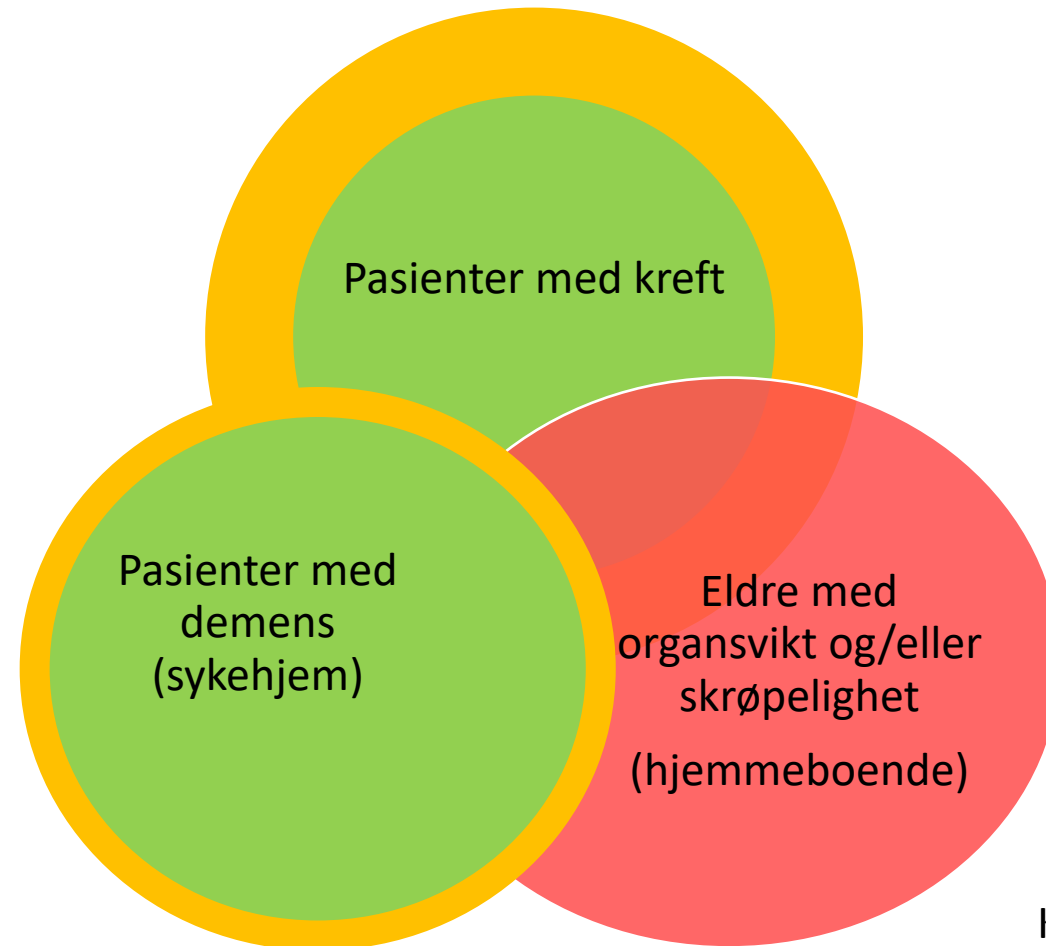 Pasienter med kreft
Pasienter med
demens
(sykehjem)
Eldre med
organsvikt og/eller
skrøpelighet
(hjemmeboende)